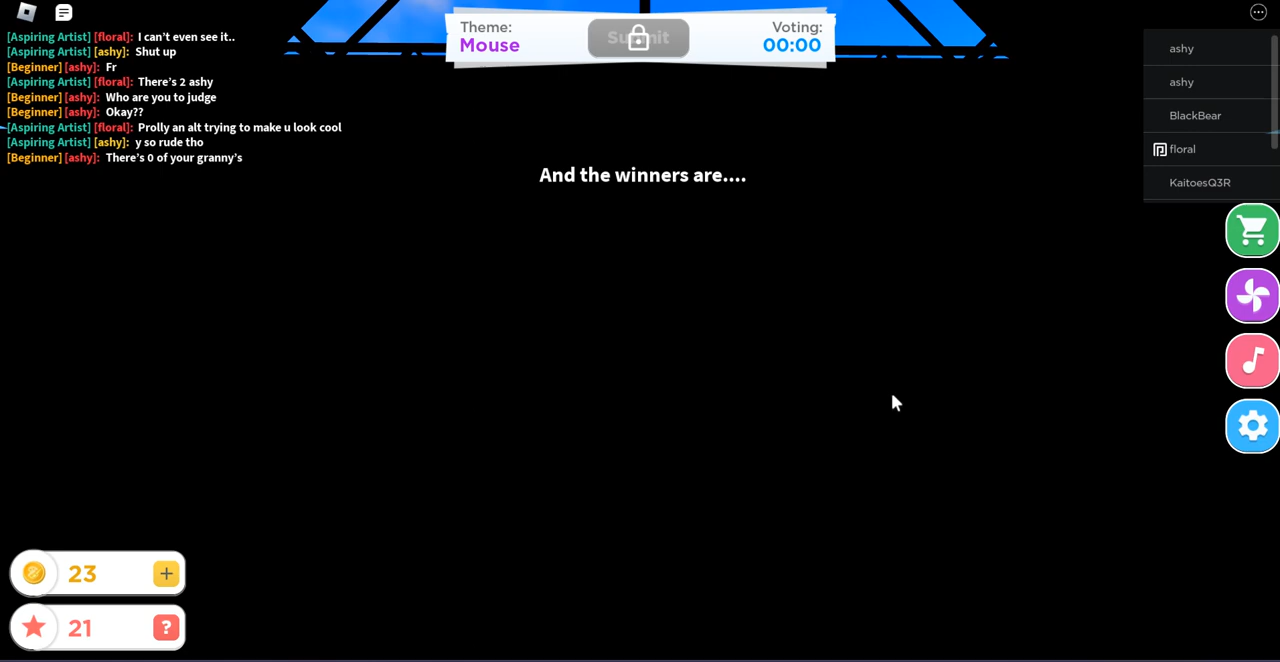 [Aspiring Artist] [floral]: I can't even see it..
[Aspiring Artist] [ashy]: Shut up
[Beginner] [ashy]: Fr
[Aspiring Artist] [floral]: There's 2 ashy
[Beginner] [ashy]: Who are you to judge
[Beginner] [ashy]: Okay??
[Aspiring Artist] [floral]: Prolly an alt trying to make u look cool
[Aspiring Artist] [ashy]: y so rude tho
[Beginner] [ashy]: There's 0 of your granny's
Theme:
Mouse
Submit
Voting:
00:00
ashy
ashy
BlackBear
floral
KaitoesQ3R
And the winners are....
23
+
21
?